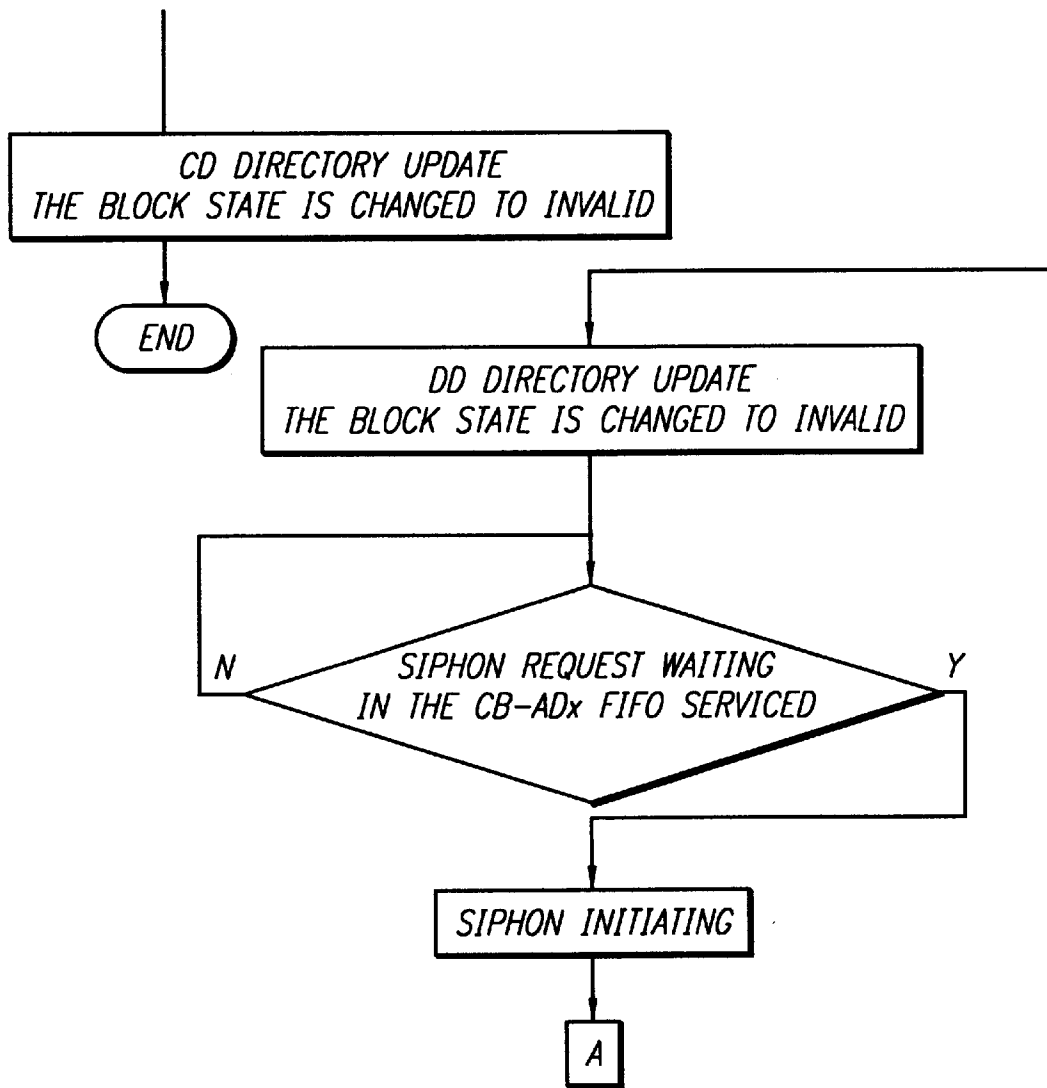 CD DIRECTORY UPDATE
THE BLOCK STATE IS CHANGED TO INVALID
END
DD DIRECTORY UPDATE
THE BLOCK STATE IS CHANGED TO INVALID
N
SIPHON REQUEST WAITING
IN THE CB-ADx FIFO SERVICED
Y
SIPHON INITIATING
A